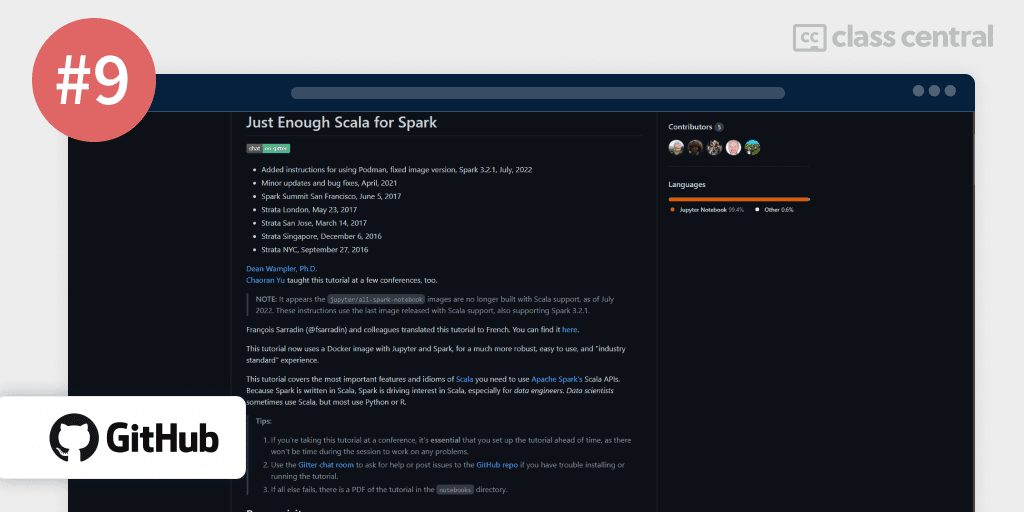 #9
cc class central
Just Enough Scala for Spark
chat on gitter
Added instructions for using Podman, fixed image version, Spark 3.2.1, July, 2022
Minor updates and bug fixes, April, 2021
Spark Summit San Francisco, June 5, 2017
Strata London, May 23, 2017
Strata San Jose, March 14, 2017
Strata Singapore, December 6, 2016
Strata NYC, September 27, 2016
Dean Wampler, Ph.D.
Chaoran Yu taught this tutorial at a few conferences, too.
NOTE: It appears the jupyter/all-spark-notebook images are no longer built with Scala support, as of July
2022. These instructions use the last image released with Scala support, also supporting Spark 3.2.1.
François Sarradin (@fsarradin) and colleagues translated this tutorial to French. You can find it here.
This tutorial now uses a Docker image with Jupyter and Spark, for a much more robust, easy to use, and "industry
standard" experience.
This tutorial covers the most important features and idioms of Scala you need to use Apache Spark's Scala APIs.
Because Spark is written in Scala, Spark is driving interest in Scala, especially for data engineers. Data scientists
sometimes use Scala, but most use Python or R.
Tips:
1. If you're taking this tutorial at a conference, it's essential that you set up the tutorial ahead of time, as there
won't be time during the session to work on any problems.
2. Use the Gitter chat room to ask for help or post issues to the GitHub repo if you have trouble installing or
running the tutorial.
3. If all else fails, there is a PDF of the tutorial in the notebooks directory.
Contributors 5
Languages
Jupyter Notebook 99.4% Other 0.6%
GitHub